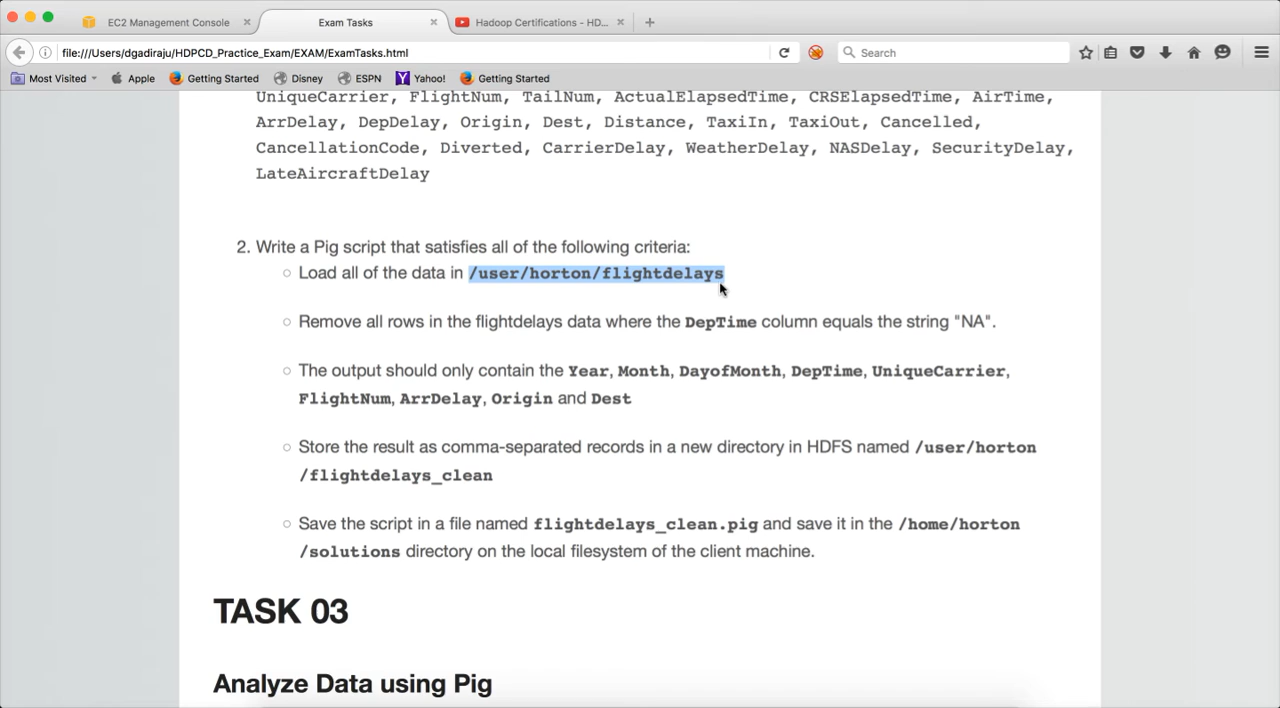 EC2 Management Console
Exam Tasks
Hadoop Certifications - HD...
file:///Users/dgadiraju/HDPCD_Practice_Exam/EXAM/ExamTasks.html
Search
Most Visited
Apple
Getting Started
Disney
ESPN
Yahoo!
Getting Started
UniqueCarrier, FlightNum, TailNum, ActualElapsedTime, CRSElapsedTime, AirTime,
ArrDelay, DepDelay, Origin, Dest, Distance, TaxiIn, TaxiOut, Cancelled,
CancellationCode, Diverted, CarrierDelay, WeatherDelay, NASDelay, SecurityDelay,
LateAircraftDelay
2. Write a Pig script that satisfies all of the following criteria:
Load all of the data in /user/horton/flightdelays
Remove all rows in the flightdelays data where the DepTime column equals the string "NA".
The output should only contain the Year, Month, DayofMonth, DepTime, UniqueCarrier,
FlightNum, ArrDelay, Origin and Dest
Store the result as comma-separated records in a new directory in HDFS named /user/horton
/flightdelays_clean
Save the script in a file named flightdelays_clean.pig and save it in the /home/horton
/solutions directory on the local filesystem of the client machine.
TASK 03
Analyze Data using Pig